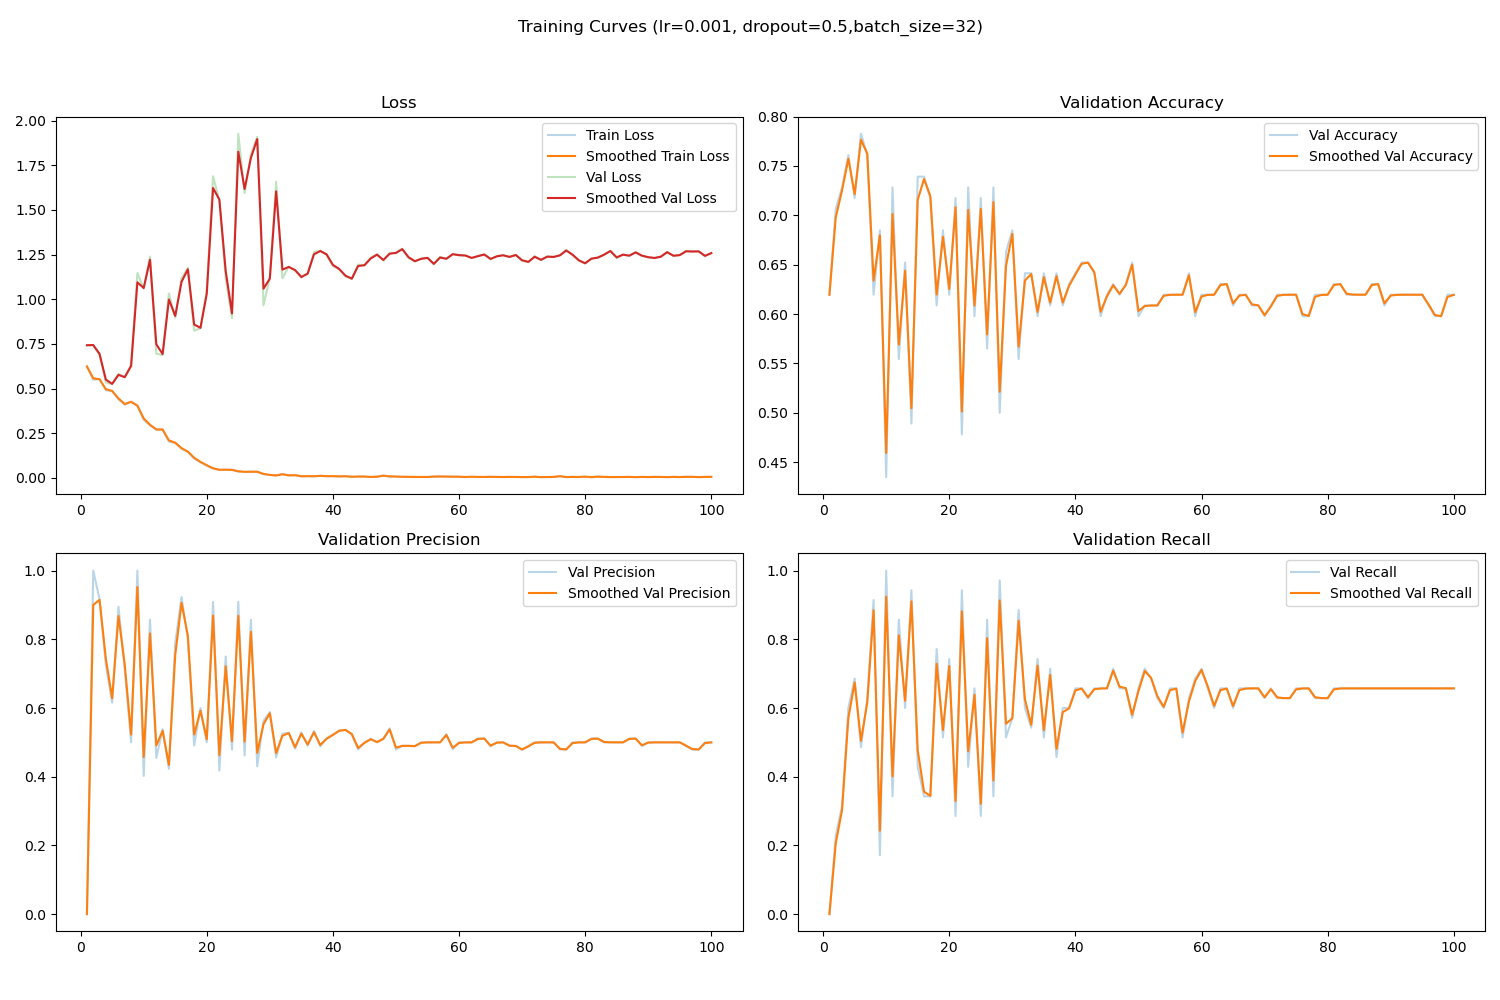 Training Curves (lr=0.001, dropout=0.5,batch_size=32)
Loss
2.00
1.75
1.50
1.25
1.00
0.75
0.50
0.25
0.00
Train Loss
Smoothed Train Loss
Val Loss
Smoothed Val Loss
0 20 40 60 80 100
Validation Accuracy
0.80
0.75
0.70
0.65
0.60
0.55
0.50
0.45
Val Accuracy
Smoothed Val Accuracy
0 20 40 60 80 100
Validation Precision
1.0
0.8
0.6
0.4
0.2
0.0
Val Precision
Smoothed Val Precision
0 20 40 60 80 100
Validation Recall
1.0
0.8
0.6
0.4
0.2
0.0
Val Recall
Smoothed Val Recall
0 20 40 60 80 100